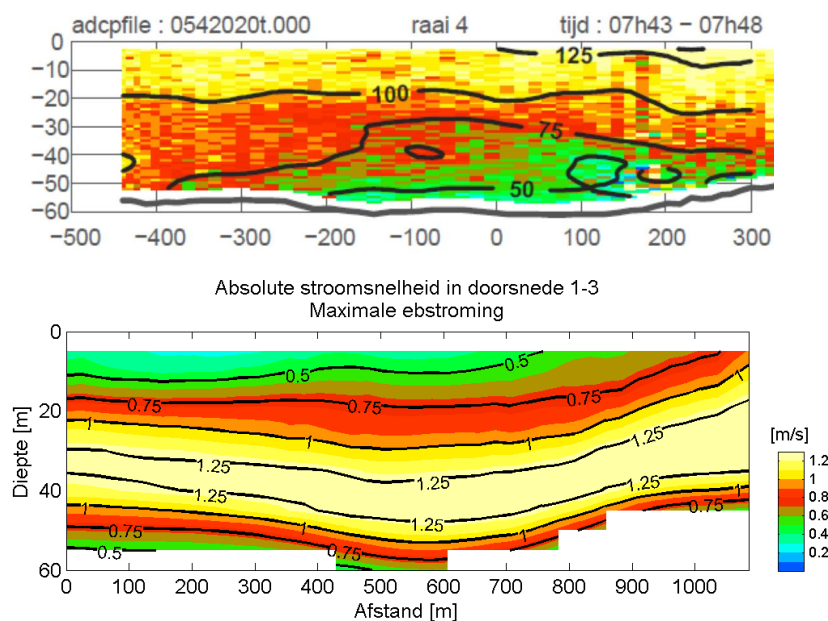 adcpfile : 0542020t.000 raai 4 tijd : 07h43 − 07h48
0
−10
−20
−30
−40
−50
−60
125
100
75
50
−500 −400 −300 −200 −100 0 100 200 300
Absolute stroomsnelheid in doorsnede 1-3
Maximale ebstroming
0
20
40
60
Diepte [m]
0.5 0.5
0.75 0.75
1 1 1
1.25 1.25 1.25
1.25 1.25
1 1 1
0.75 0.75 0.75
0.5
0 100 200 300 400 500 600 700 800 900 1000
Afstand [m]
[m/s]
1.2
1
0.8
0.6
0.4
0.2